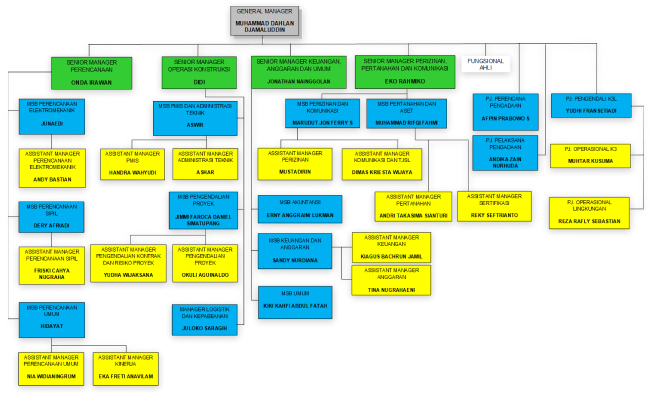 GENERAL MANAGER
MUHAMMAD DAHLAN
DJAMALUDDIN
SENIOR MANAGER
PERENCANAAN
ONDA IRAWAN
SENIOR MANAGER
OPERASI KONSTRUKSI
DIDI
SENIOR MANAGER KEUANGAN,
ANGGARAN DAN UMUM
JONATHAN NAINGGOLAN
SENIOR MANAGER PERIZINAN,
PERTANAHAN DAN KOMUNIKASI
EKO RAHMIKO
FUNGSIONAL
AHLI
MSB PERENCANAAN
ELEKTROMEKANIK
JUNAEDI
MSB PMIS DAN ADMINISTRASI
TEKNIK
ASWIR
MSB PERIZINAN DAN
KOMUNIKASI
MARUDUT JON FERRY S
MSB PERTANAHAN DAN
ASET
MUHAMMAD RIFQI FAHMI
PJ. PERENCANA
PENGADAAN
AFFIN PRABOWO S
PJ. PENGENDALI K3L
YUDHI FRANSETIADI
ASSISTANT MANAGER
PERENCANAAN
ELEKTROMEKANIK
ANDY BASTIAN
ASSISTANT MANAGER
PMIS
HANDRA WAHYUDI
ASSISTANT MANAGER
ADMINISTRASI TEKNIK
ASHAR
ASSISTANT MANAGER
PERIZINAN
MUSTADIRIN
ASSISTANT MANAGER
KOMUNIKASI DAN TJSL
DIMAS KRIESTA WIJAYA
PJ. PELAKSANA
PENGADAAN
ANDIKA ZAIN
NURHUDA
PJ. OPERASIONAL K3
MUHTAR KUSUMA
MSB PERENCANAAN
SIPIL
DERY AFRIADI
MSB PENGENDALIAN
PROYEK
JIMMI FAROCA DANIEL
SIMATUPANG
MSB AKUNTANSI
ERNY ANGGRAINI LUKMAN
ASSISTANT MANAGER
PERTANAHAN
ANDRI TAKASIMA SIANTURI
ASSISTANT MANAGER
SERTIFIKASI
REKY SEFTRIANTO
PJ. OPERASIONAL
LINGKUNGAN
REZA RAFLY SEBASTIAN
ASSISTANT MANAGER
PERENCANAAN SIPIL
FRISKI CAHYA
NUGRAHA
ASSISTANT MANAGER
PENGENDALIAN KONTRAK
DAN RISIKO PROYEK
YUDHA WIJAKSANA
ASSISTANT MANAGER
PENGENDALIAN
PROYEK
OKULI AGUINALDO
MSB KEUANGAN DAN
ANGGARAN
SANDY NURDIANA
ASSISTANT MANAGER
KEUANGAN
KIAGUS BACHRUN JAMIL
ASSISTANT MANAGER
ANGGARAN
TINA NUGRAHAENI
MSB PERENCANAAN
UMUM
HIDAYAT
MANAGER LOGISTIK
DAN KEPABEANAN
JULOKO SARAGIH
MSB UMUM
KIKI KAHFI ABDUL FATAH
ASSISTANT MANAGER
PERENCANAAN UMUM
NIA WIDIANINGRUM
ASSISTANT MANAGER
KINERJA
EKA FRETI ANAVILAM